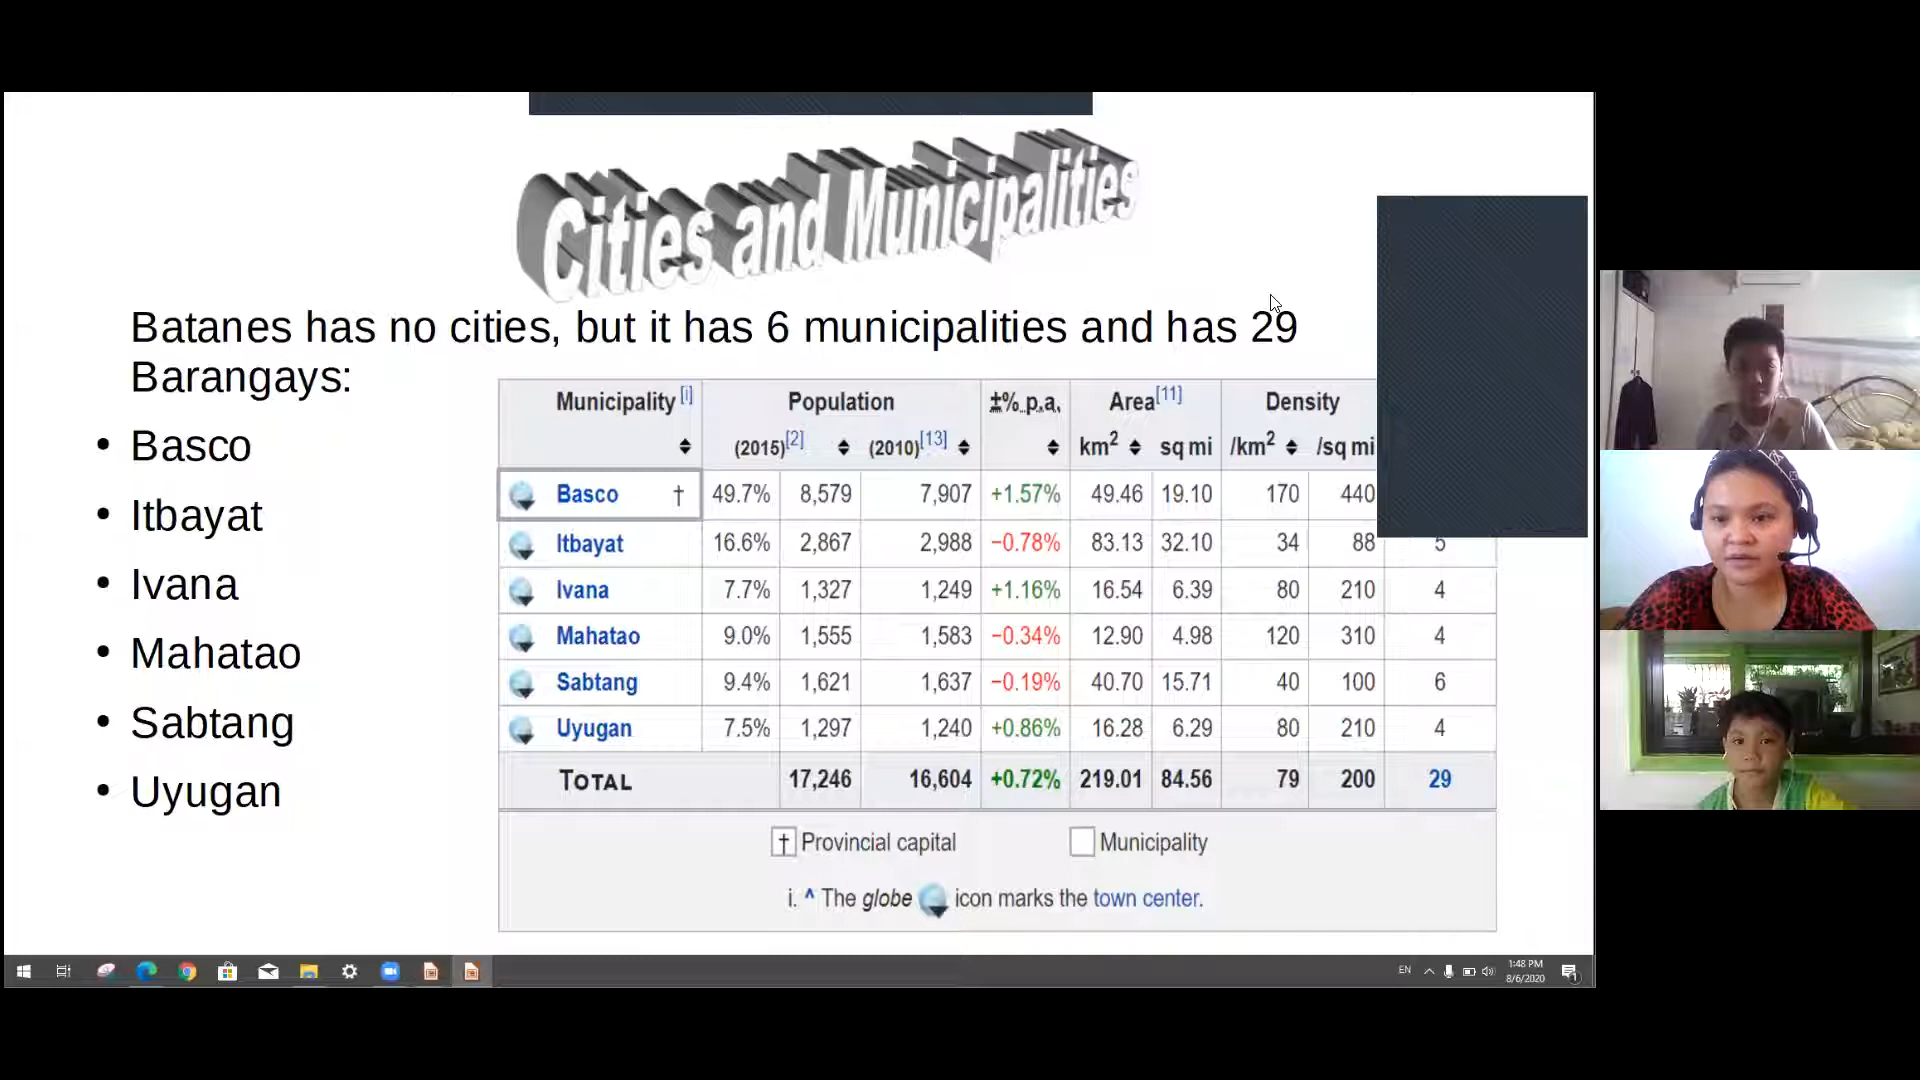 Cities and Municipalities
Batanes has no cities, but it has 6 municipalities and has 29
Barangays:
• Basco
• Itbayat
• Ivana
• Mahatao
• Sabtang
• Uyugan
Municipality [i] Population ±% p.a. Area[11] Density
(2015)[2] (2010)[13] km2 sq mi /km2 /sq mi
Basco † 49.7% 8,579 7,907 +1.57% 49.46 19.10 170 440
Itbayat 16.6% 2,867 2,988 −0.78% 83.13 32.10 34 88 5
Ivana 7.7% 1,327 1,249 +1.16% 16.54 6.39 80 210 4
Mahatao 9.0% 1,555 1,583 −0.34% 12.90 4.98 120 310 4
Sabtang 9.4% 1,621 1,637 −0.19% 40.70 15.71 40 100 6
Uyugan 7.5% 1,297 1,240 +0.86% 16.28 6.29 80 210 4
TOTAL 17,246 16,604 +0.72% 219.01 84.56 79 200 29
† Provincial capital Municipality
i. ^ The globe icon marks the town center.
EN 1:48 PM
8/6/2020 1